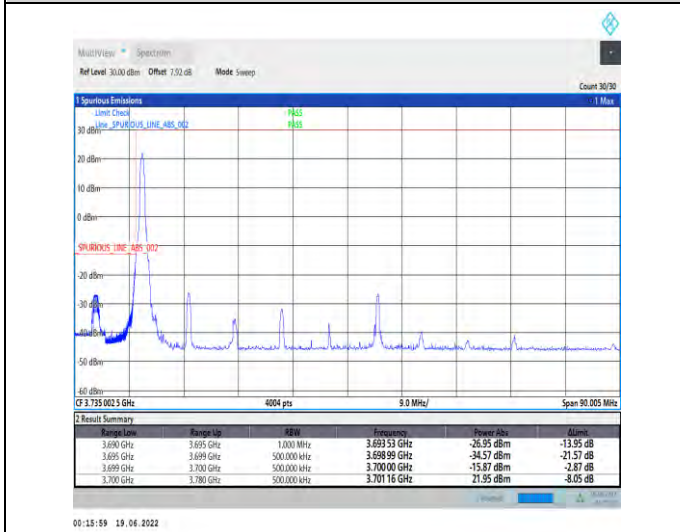 MultiView Spectrum
Ref Level 30.00 dBm Offset 7.92 dB Mode Sweep
Count 30/30
1 Spurious Emissions 1 Max
Limit Check PASS
Line _SPURIOUS_LINE_ABS_002 PASS
30 dBm
20 dBm
10 dBm
0 dBm
SPURIOUS_LINE_ABS_002
-20 dBm
-30 dBm
-40 dBm
-50 dBm
-60 dBm
CF 3.735 002 5 GHz 4004 pts 9.0 MHz/ Span 90.005 MHz
2 Result Summary
Range Low Range Up RBW Frequency Power Abs ΔLimit
3.690 GHz 3.695 GHz 1.000 MHz 3.693 53 GHz -26.95 dBm -13.95 dB
3.695 GHz 3.699 GHz 500.000 kHz 3.698 99 GHz -34.57 dBm -21.57 dB
3.699 GHz 3.700 GHz 500.000 kHz 3.700 00 GHz -15.87 dBm -2.87 dB
3.700 GHz 3.780 GHz 500.000 kHz 3.701 16 GHz 21.95 dBm -8.05 dB
00:15:59 19.06.2022